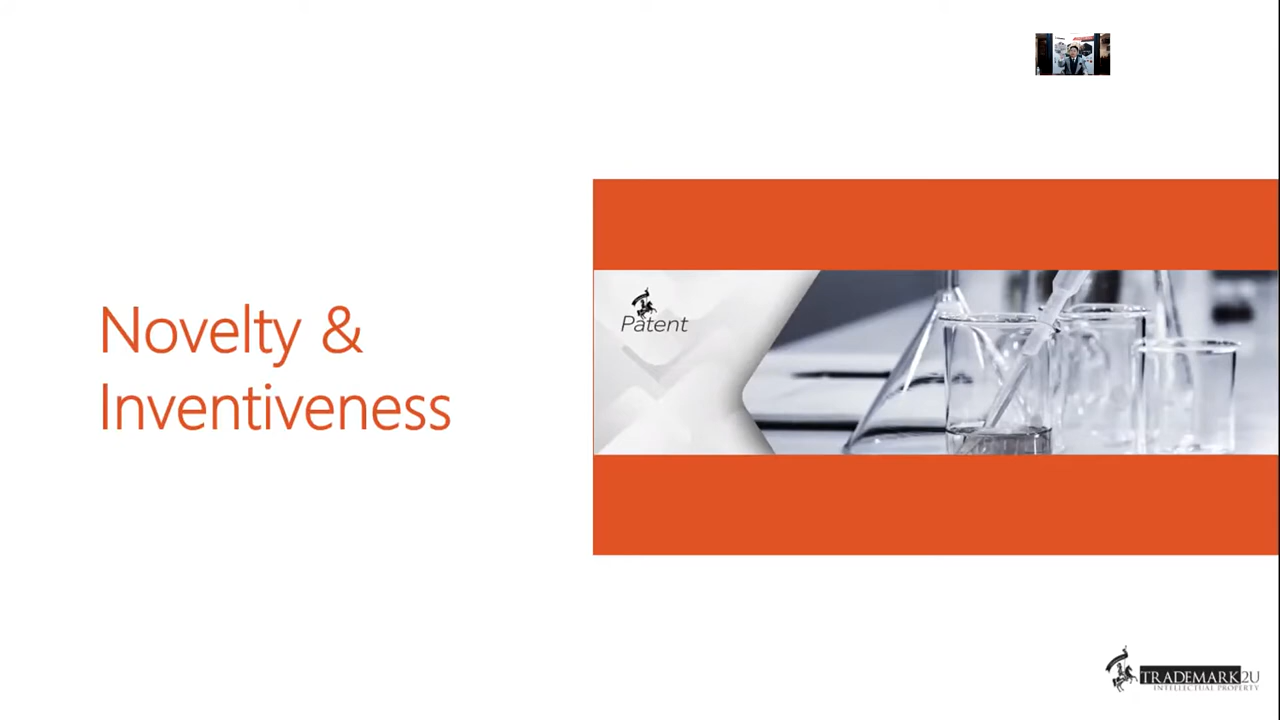 Novelty &
Inventiveness
Patent
TRADEMARK2U
INTELLECTUAL PROPERTY